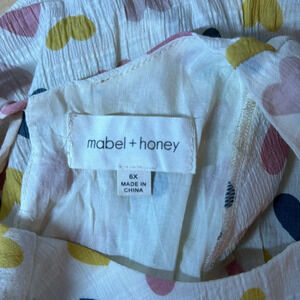 mabel + honey
6X
MADE IN
CHINA